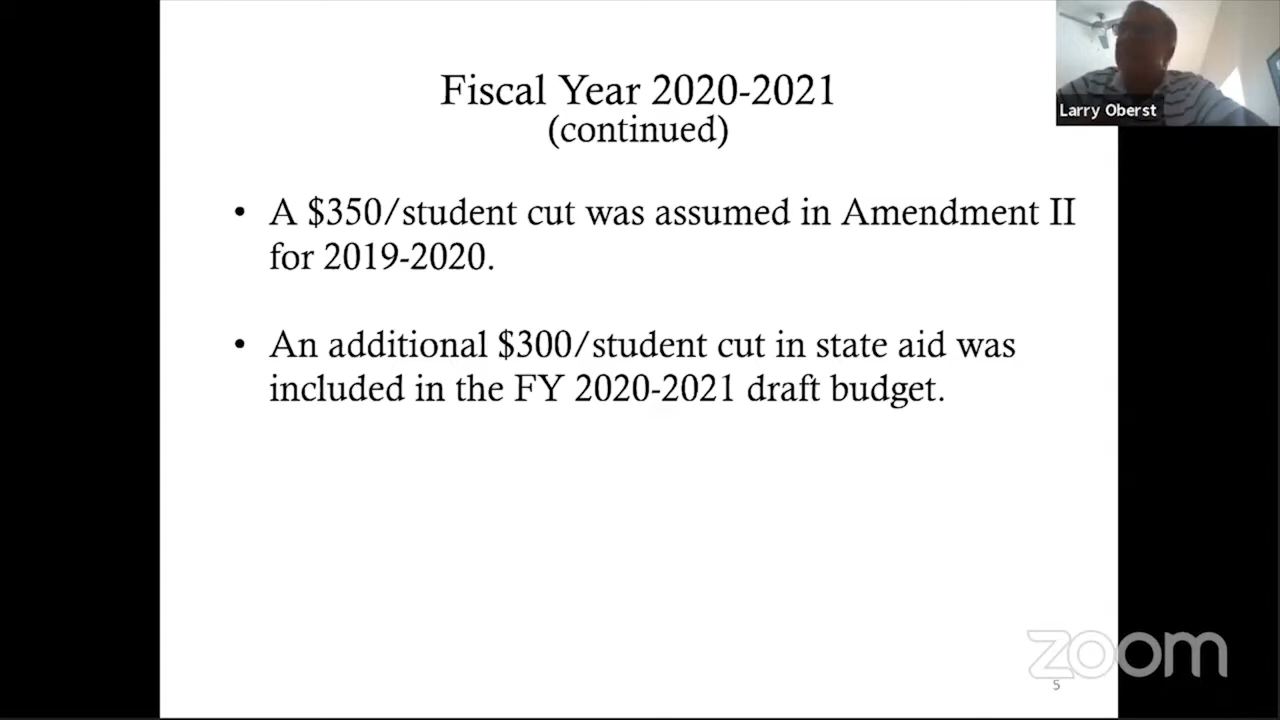 Fiscal Year 2020-2021
(continued)
• A $350/student cut was assumed in Amendment II
for 2019-2020.
• An additional $300/student cut in state aid was
included in the FY 2020-2021 draft budget.
Larry Oberst
zoom
5